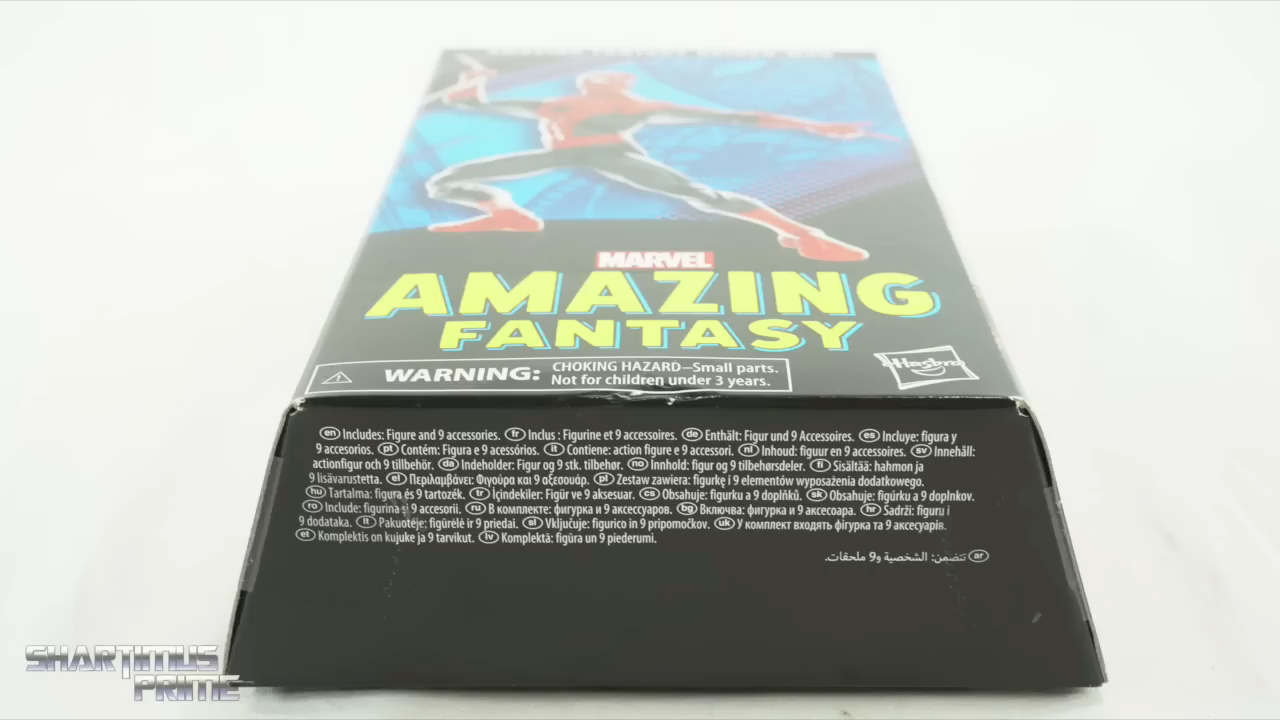 MARVEL
AMAZING
FANTASY
WARNING: CHOKING HAZARD—Small parts.
Not for children under 3 years.
Hasbro
en Includes: Figure and 9 accessories. fr Inclus : Figurine et 9 accessoires. de Enthält: Figur und 9 Accessoires. es Incluye: figura y
9 accesorios. pt Contém: Figura e 9 acessórios. it Contiene: action figure e 9 accessori. nl Inhoud: figuur en 9 accessoires. sv Innehåll:
actionfigur och 9 tillbehör. da Indeholder: Figur og 9 stk. tilbehør. no Innhold: figur og 9 tilbehørsdeler. fi Sisältää: hahmon ja
9 lisävarustetta. el Περιλαμβάνει: Φιγούρα και 9 αξεσουάρ. pl Zestaw zawiera: figurkę i 9 elementów wyposażenia dodatkowego.
hu Tartalma: figura és 9 tartozék. tr İçindekiler: Figür ve 9 aksesuar. cs Obsahuje: figurku a 9 doplňků. sk Obsahuje: figúrku a 9 doplnkov.
ro Include: figurina și 9 accesorii. ru В комплекте: фигурка и 9 аксессуаров. bg Включва: фигурка и 9 аксесоара. hr Sadrži: figuru i
9 dodataka. lt Pakuotėje: figūrėlė ir 9 priedai. sl Vključuje: figurico in 9 pripomočkov. uk У комплект входять фігурка та 9 аксесуарів.
et Komplektis on kujuke ja 9 tarvikut. lv Komplektā: figūra un 9 piederumi.
ar تتضمن: الشخصية و9 ملحقات.
SHARTIMUS
PRIME